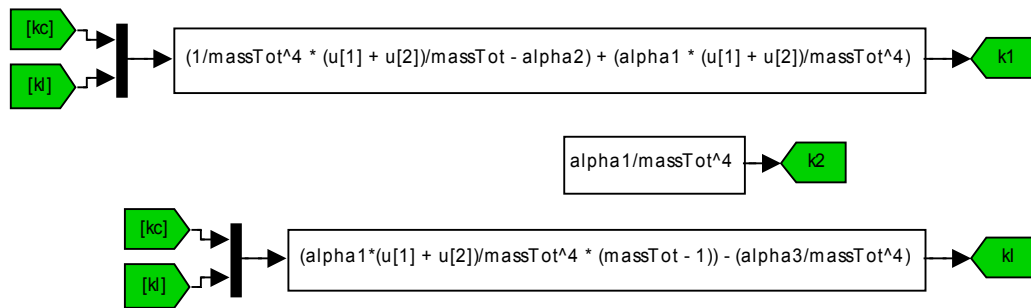 [kc]
[kl]
(1/massTot^4 * (u[1] + u[2])/massTot - alpha2) + (alpha1 * (u[1] + u[2])/massTot^4)
k1
alpha1/massTot^4
k2
[kc]
[kl]
(alpha1*(u[1] + u[2])/massTot^4 * (massTot - 1)) - (alpha3/massTot^4)
kl